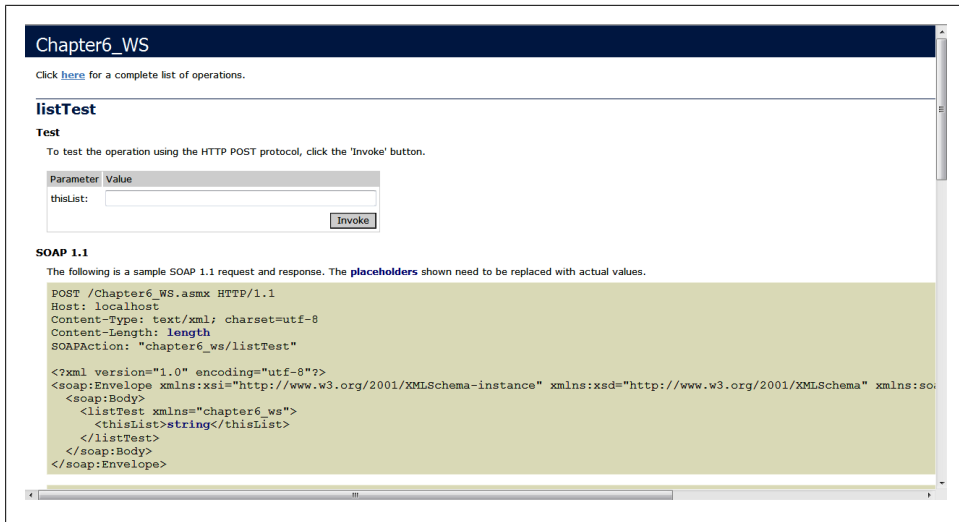 Chapter6_WS
Click here for a complete list of operations.
listTest
Test
To test the operation using the HTTP POST protocol, click the 'Invoke' button.
Parameter Value
thisList:
Invoke
SOAP 1.1
The following is a sample SOAP 1.1 request and response. The placeholders shown need to be replaced with actual values.
POST /Chapter6_WS.asmx HTTP/1.1
Host: localhost
Content-Type: text/xml; charset=utf-8
Content-Length: length
SOAPAction: "chapter6_ws/listTest"
<?xml version="1.0" encoding="utf-8"?>
<soap:Envelope xmlns:xsi="http://www.w3.org/2001/XMLSchema-instance" xmlns:xsd="http://www.w3.org/2001/XMLSchema" xmlns:soa
<soap:Body>
<listTest xmlns="chapter6_ws">
<thisList>string</thisList>
</listTest>
</soap:Body>
</soap:Envelope>